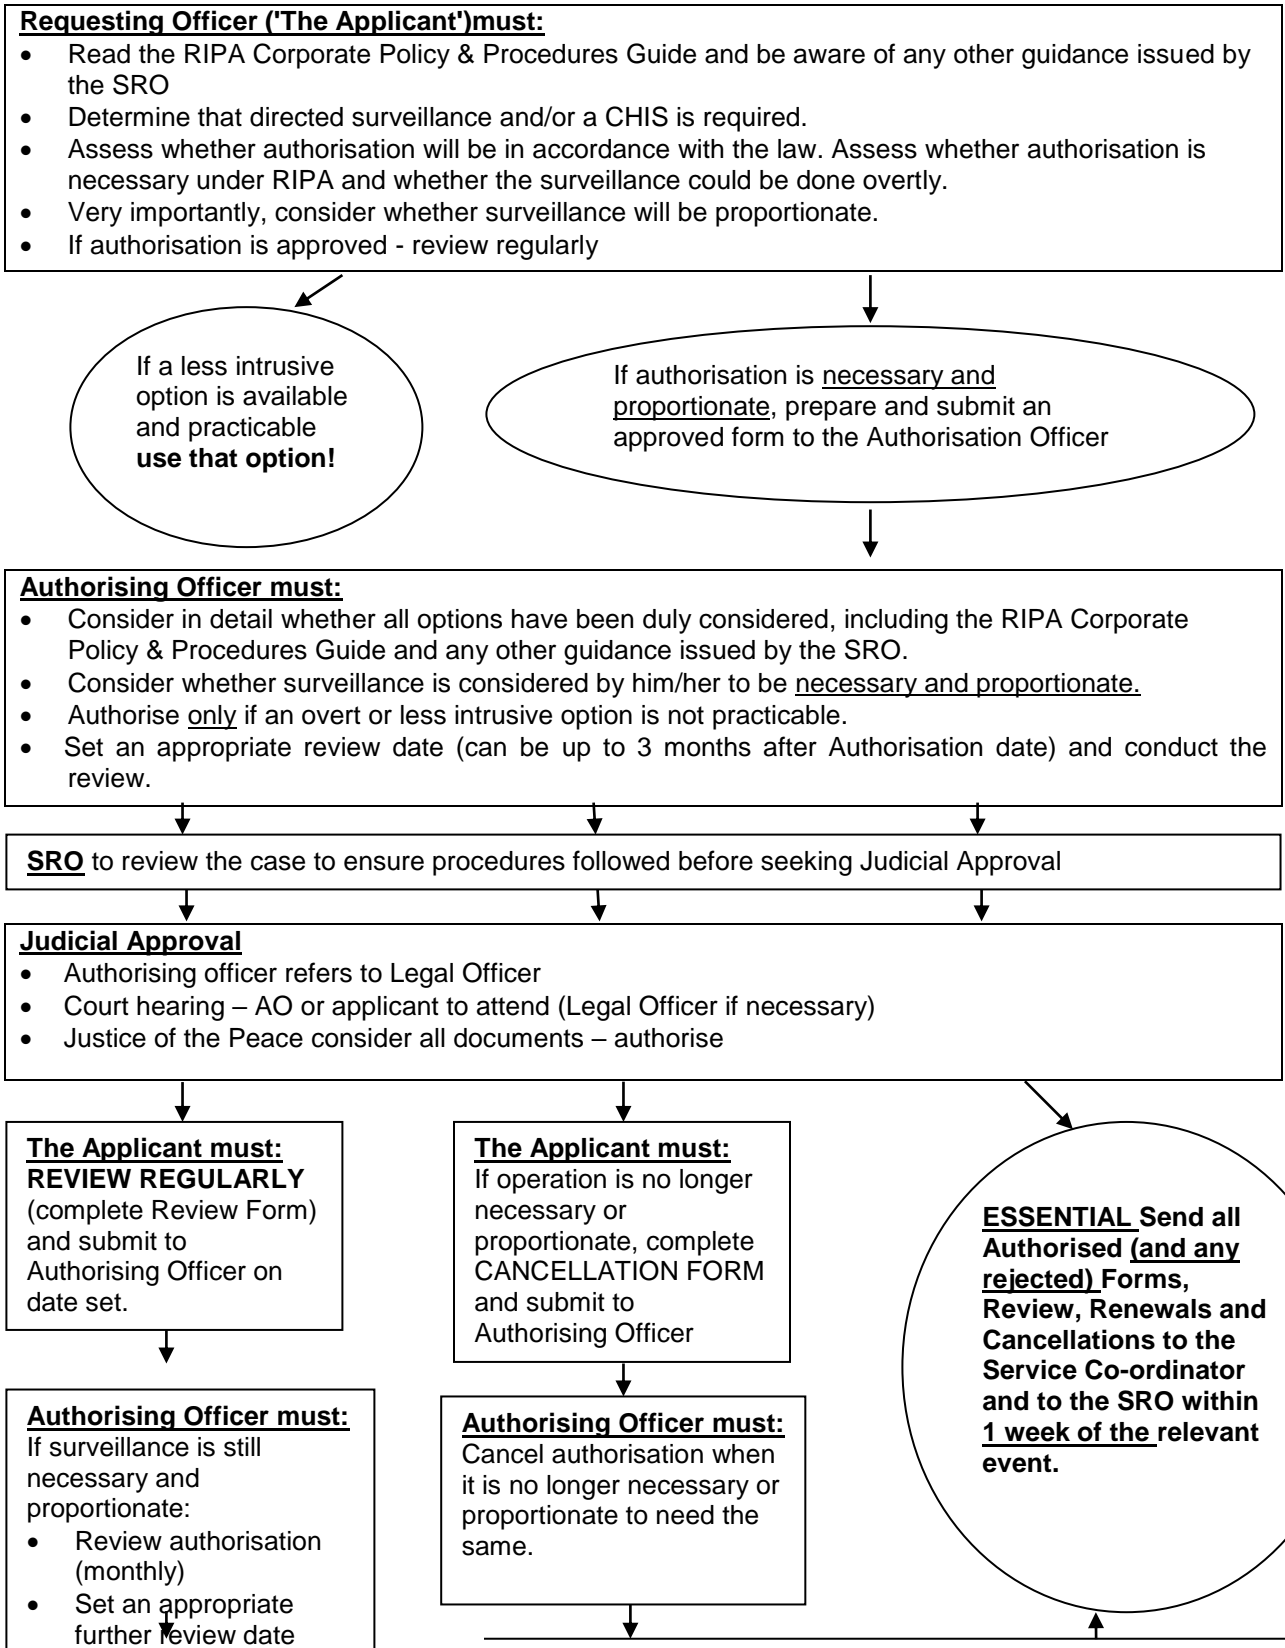 Requesting Officer ('The Applicant')must:
• Read the RIPA Corporate Policy & Procedures Guide and be aware of any other guidance issued by
the SRO
• Determine that directed surveillance and/or a CHIS is required.
• Assess whether authorisation will be in accordance with the law. Assess whether authorisation is
necessary under RIPA and whether the surveillance could be done overtly.
• Very importantly, consider whether surveillance will be proportionate.
• If authorisation is approved - review regularly
If a less intrusive
option is available
and practicable
use that option!
If authorisation is necessary and
proportionate, prepare and submit an
approved form to the Authorisation Officer
Authorising Officer must:
• Consider in detail whether all options have been duly considered, including the RIPA Corporate
Policy & Procedures Guide and any other guidance issued by the SRO.
• Consider whether surveillance is considered by him/her to be necessary and proportionate.
• Authorise only if an overt or less intrusive option is not practicable.
• Set an appropriate review date (can be up to 3 months after Authorisation date) and conduct the
review.
SRO to review the case to ensure procedures followed before seeking Judicial Approval
Judicial Approval
• Authorising officer refers to Legal Officer
• Court hearing – AO or applicant to attend (Legal Officer if necessary)
• Justice of the Peace consider all documents – authorise
The Applicant must:
REVIEW REGULARLY
(complete Review Form)
and submit to
Authorising Officer on
date set.
The Applicant must:
If operation is no longer
necessary or
proportionate, complete
CANCELLATION FORM
and submit to
Authorising Officer
ESSENTIAL Send all
Authorised (and any
rejected) Forms,
Review, Renewals and
Cancellations to the
Service Co-ordinator
and to the SRO within
1 week of the relevant
event.
Authorising Officer must:
If surveillance is still
necessary and
proportionate:
• Review authorisation
(monthly)
• Set an appropriate
further review date
Authorising Officer must:
Cancel authorisation when
it is no longer necessary or
proportionate to need the
same.